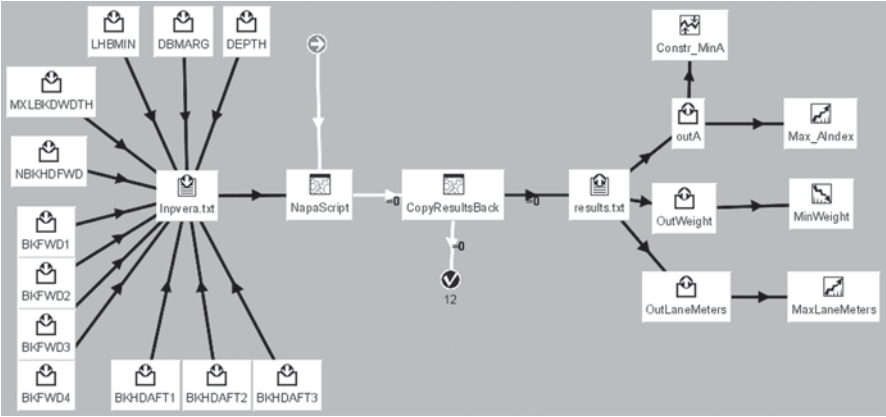 LHBMIN
DBMARG
DEPTH
Constr_MinA
MXLBKDWDTH
outA
Max_AIndex
NBKHDFWD
Inpvera.txt
NapaScript
=0
CopyResultsBack
=0
results.txt
OutWeight
MinWeight
BKFWD1
=0
BKFWD2
12
OutLaneMeters
MaxLaneMeters
BKFWD3
BKFWD4
BKHDAFT1
BKHDAFT2
BKHDAFT3